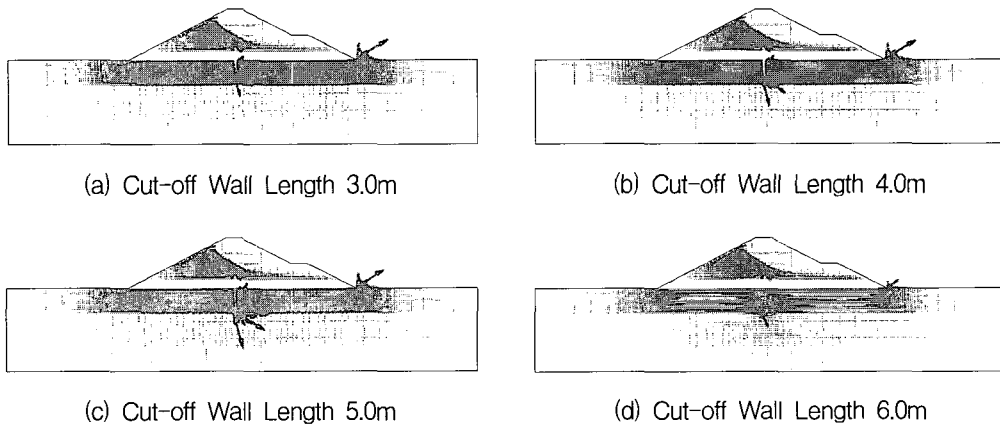 (a) Cut-off Wall Length 3.0m
(b) Cut-off Wall Length 4.0m
(c) Cut-off Wall Length 5.0m
(d) Cut-off Wall Length 6.0m